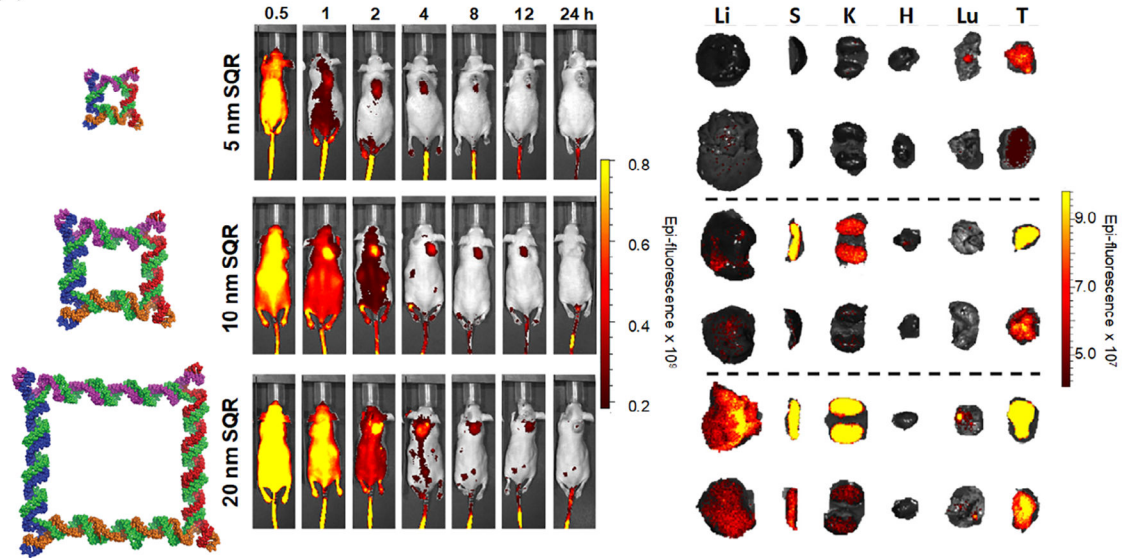 0.5 1 2 4 8 12 24 h
Li S K H Lu T
5 nm SQR
10 nm SQR
20 nm SQR
0.8
0.6
0.4
0.2
Epi-fluorescence x 10⁹
9.0
7.0
5.0
Epi-fluorescence x 10⁷